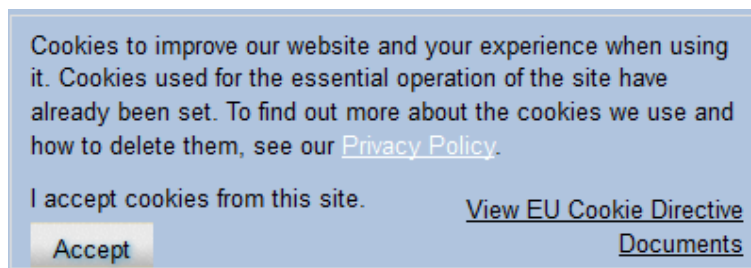 Cookies to improve our website and your experience when using
it. Cookies used for the essential operation of the site have
already been set. To find out more about the cookies we use and
how to delete them, see our Privacy Policy.
I accept cookies from this site.
View EU Cookie Directive
Documents
Accept